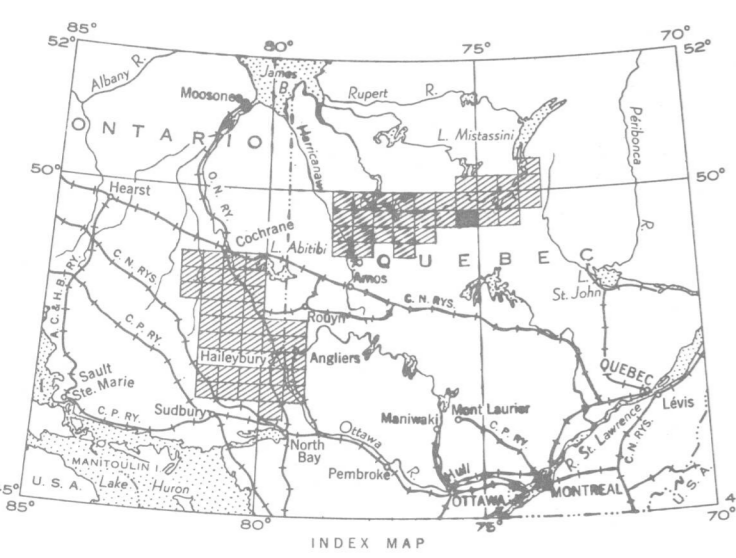 85°
80°
75°
70°
52°
52°
Albany R.
James
B.
Moosonee
Rupert R.
L. Mistassini
Péribonca
R.
ONTARIO
Harricanaw
50°
50°
Hearst
O.N. RY.
Cochrane
L. Abitibi
QUEBEC
C.N. RYS.
Amos
L.
St. John
C.N. RYS.
A.C. & H.B. RY.
C.P. RY.
Rouyn
Haileybury
Angliers
Sault
Ste. Marie
QUEBEC
Lévis
C.P. RY.
Sudbury
Maniwaki
Mont Laurier
C.P. RY.
R. St. Lawrence
C.N. RYS.
North
Bay
Ottawa
R.
MANITOULIN I
Pembroke
Hull
U.S.A.
Lake Huron
OTTAWA
MONTREAL
U.S.A.
85°
80°
75°
70°
INDEX MAP